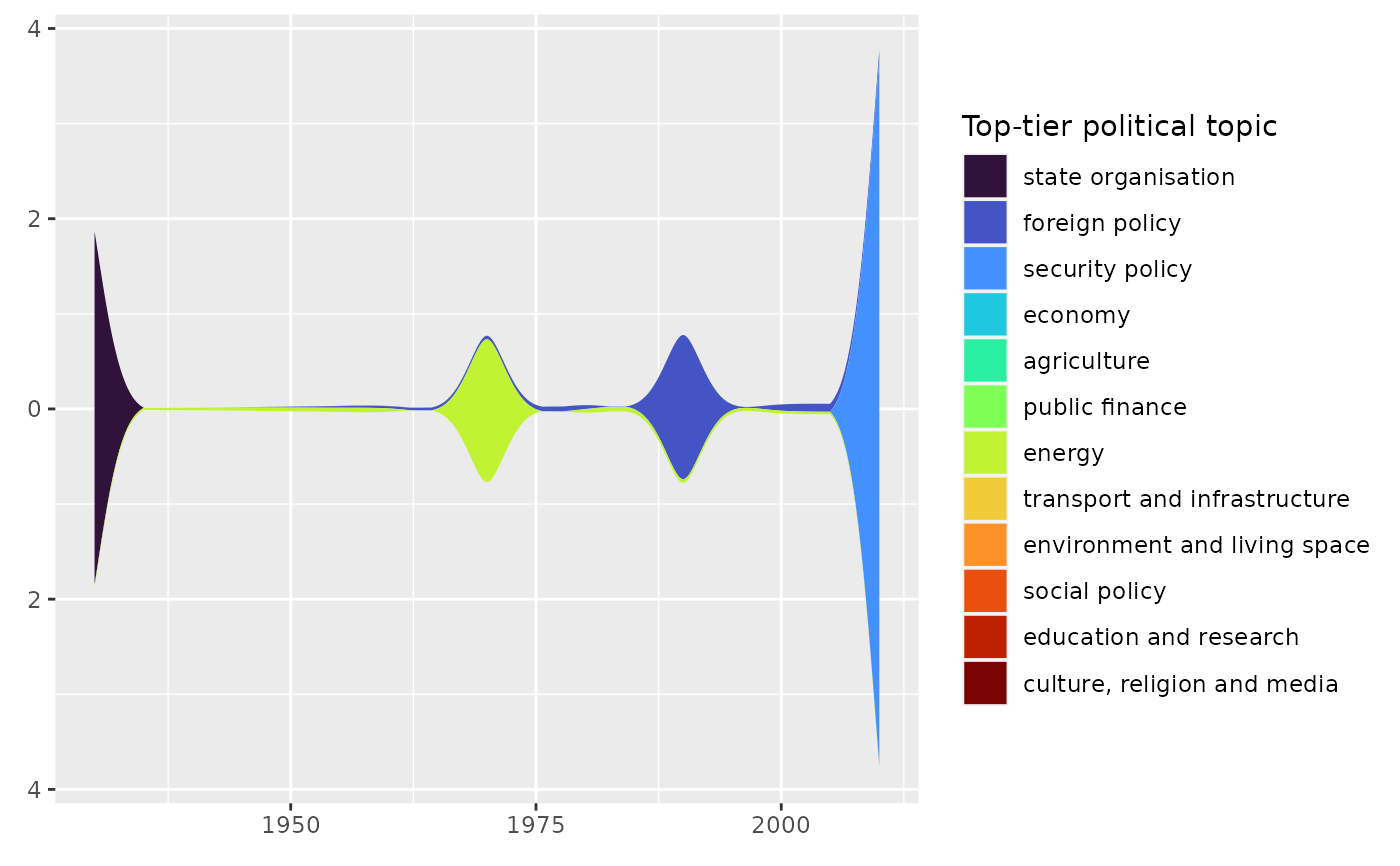 4
2
0
2
4
1950
1975
2000
Top-tier political topic
state organisation
foreign policy
security policy
economy
agriculture
public finance
energy
transport and infrastructure
environment and living space
social policy
education and research
culture, religion and media